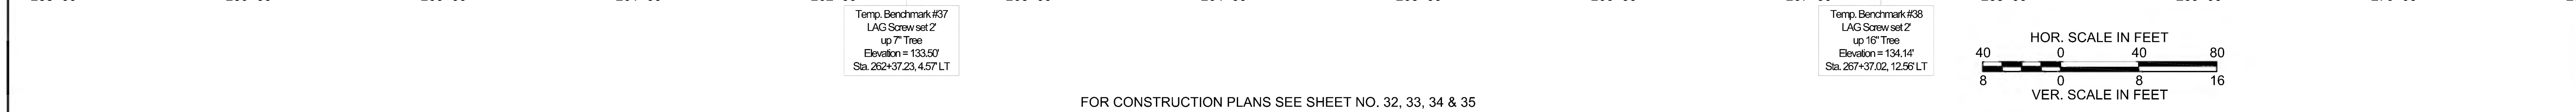 Temp. Benchmark #37
LAG Screw set 2'
up 7" Tree
Elevation = 133.50'
Sta. 262+37.23, 4.57' LT
Temp. Benchmark #38
LAG Screw set 2'
up 16" Tree
Elevation = 134.14'
Sta. 267+37.02, 12.56' LT
HOR. SCALE IN FEET
40 0 40 80
8 0 8 16
VER. SCALE IN FEET
FOR CONSTRUCTION PLANS SEE SHEET NO. 32, 33, 34 & 35